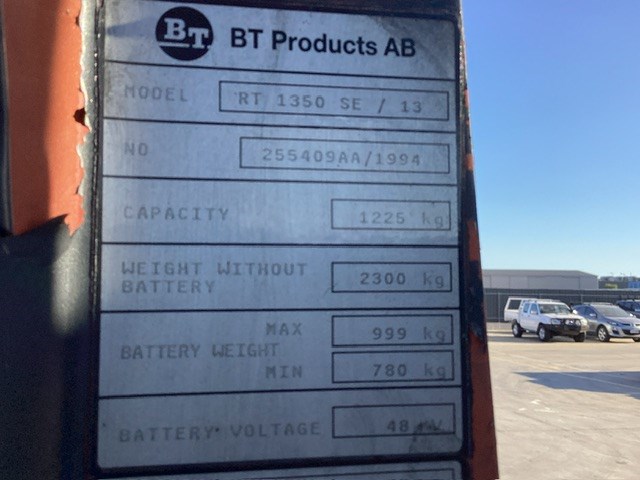 BT BT Products AB
MODEL RT 1350 SE / 13
NO 255409AA/1994
CAPACITY 1225 kg
WEIGHT WITHOUT
BATTERY 2300 kg
MAX 999 kg
BATTERY WEIGHT
MIN 780 kg
BATTERY VOLTAGE 48 V